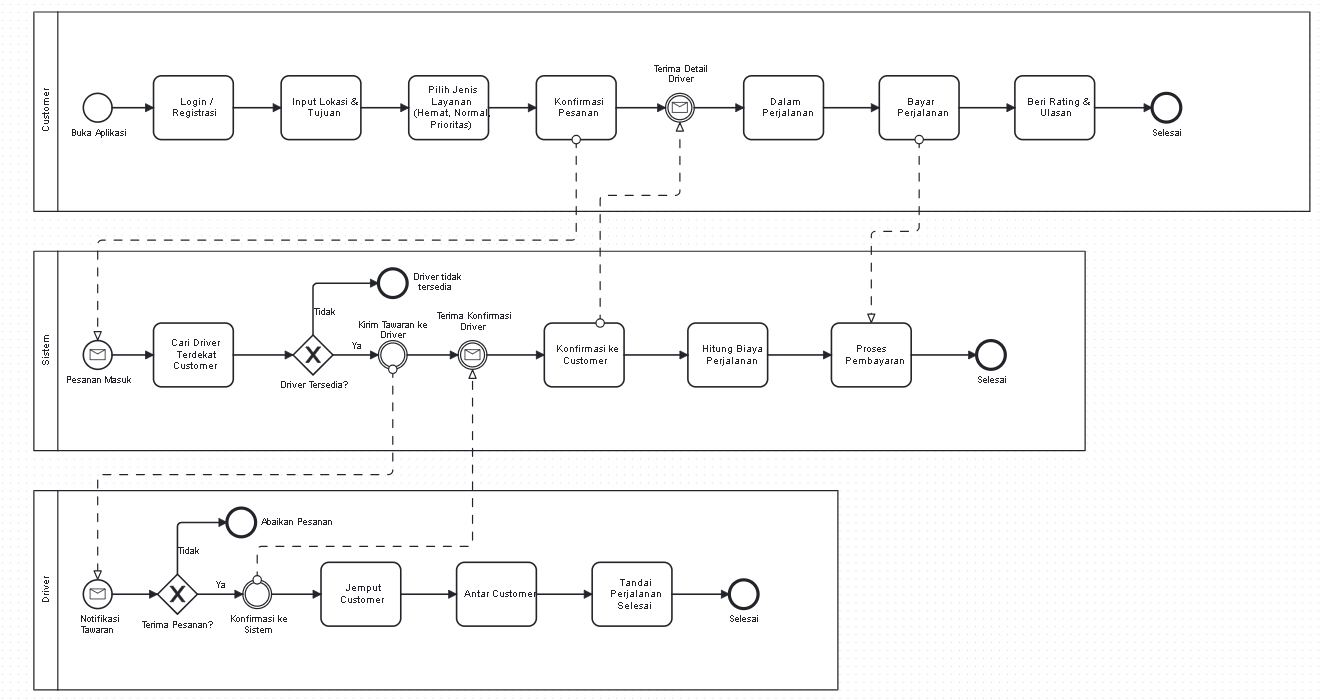 Customer
Buka Aplikasi
Login /
Registrasi
Input Lokasi &
Tujuan
Pilih Jenis
Layanan
(Hemat, Normal,
Prioritas)
Konfirmasi
Pesanan
Terima Detail
Driver
Dalam
Perjalanan
Bayar
Perjalanan
Beri Rating &
Ulasan
Selesai
Sistem
Pesanan Masuk
Cari Driver
Terdekat
Customer
Driver Tersedia?
Tidak
Driver tidak
tersedia
Ya
Kirim Tawaran ke
Driver
Terima Konfirmasi
Driver
Konfirmasi ke
Customer
Hitung Biaya
Perjalanan
Proses
Pembayaran
Selesai
Driver
Notifikasi
Tawaran
Terima Pesanan?
Tidak
Abaikan Pesanan
Ya
Konfirmasi ke
Sistem
Jemput
Customer
Antar Customer
Tandai
Perjalanan
Selesai
Selesai